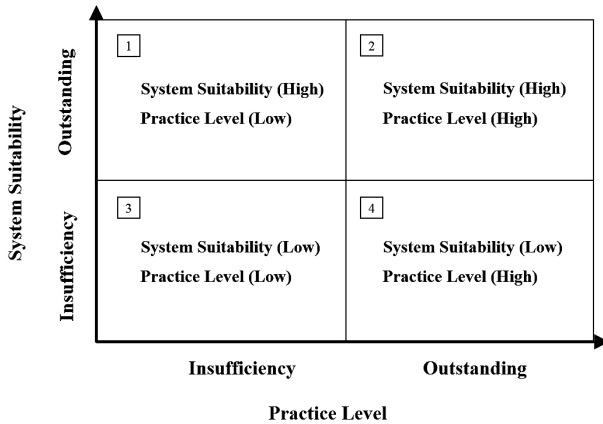 System Suitability
Outstanding
Insufficiency
1
System Suitability (High)
Practice Level (Low)
2
System Suitability (High)
Practice Level (High)
3
System Suitability (Low)
Practice Level (Low)
4
System Suitability (Low)
Practice Level (High)
Insufficiency
Outstanding
Practice Level